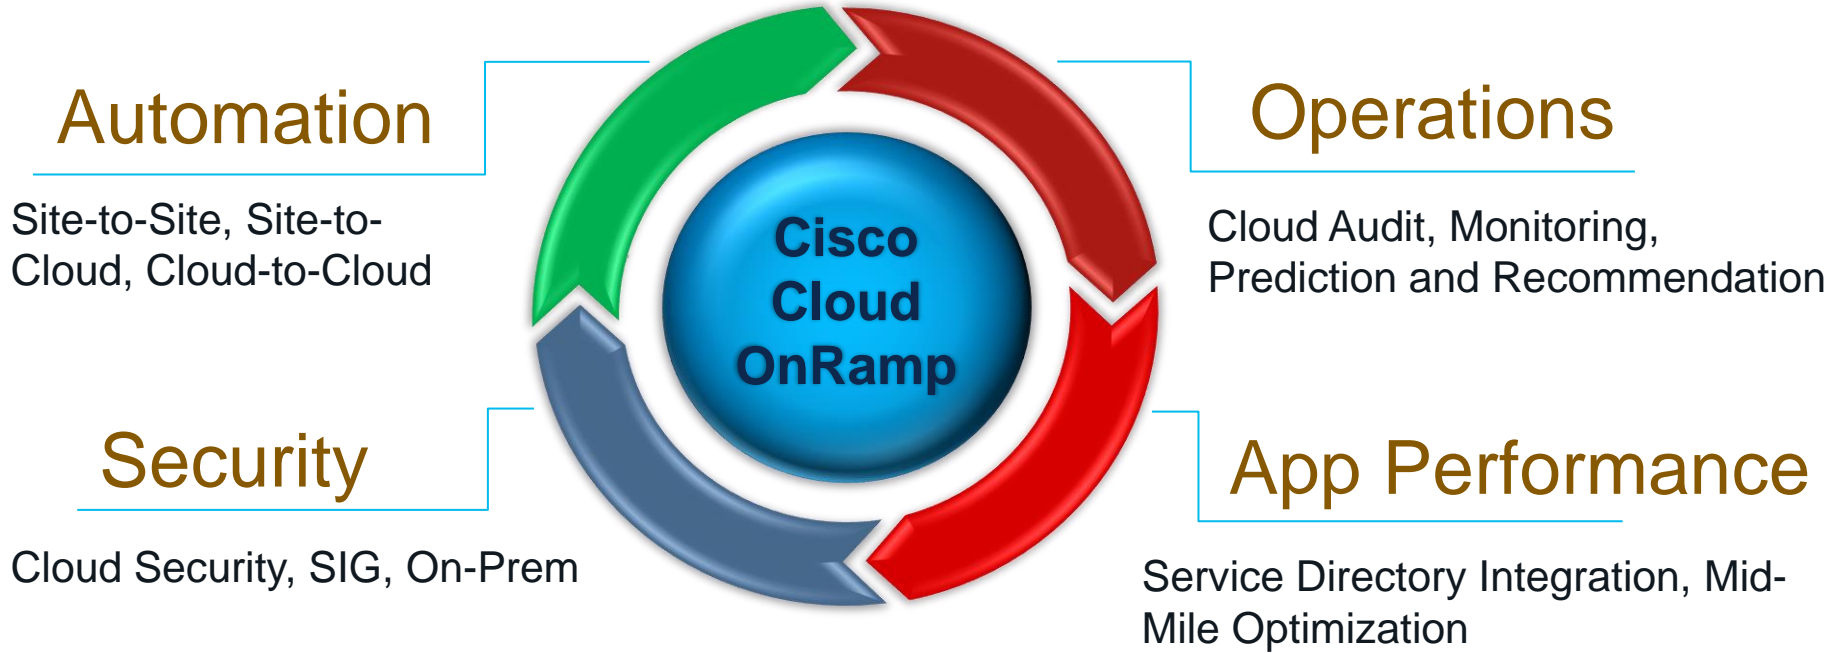 Automation
Site-to-Site, Site-to-
Cloud, Cloud-to-Cloud
Operations
Cloud Audit, Monitoring,
Prediction and Recommendation
Cisco
Cloud
OnRamp
Security
Cloud Security, SIG, On-Prem
App Performance
Service Directory Integration, Mid-
Mile Optimization